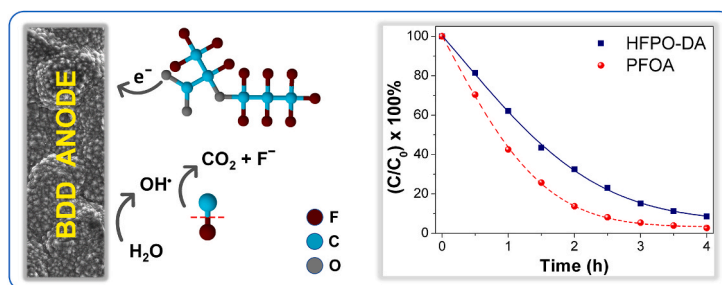 BDD ANODE
e⁻
CO₂ + F⁻
OH•
H₂O
F
C
O
HFPO-DA
PFOA
(C/C₀) x 100%
100
80
60
40
20
0
0 1 2 3 4
Time (h)